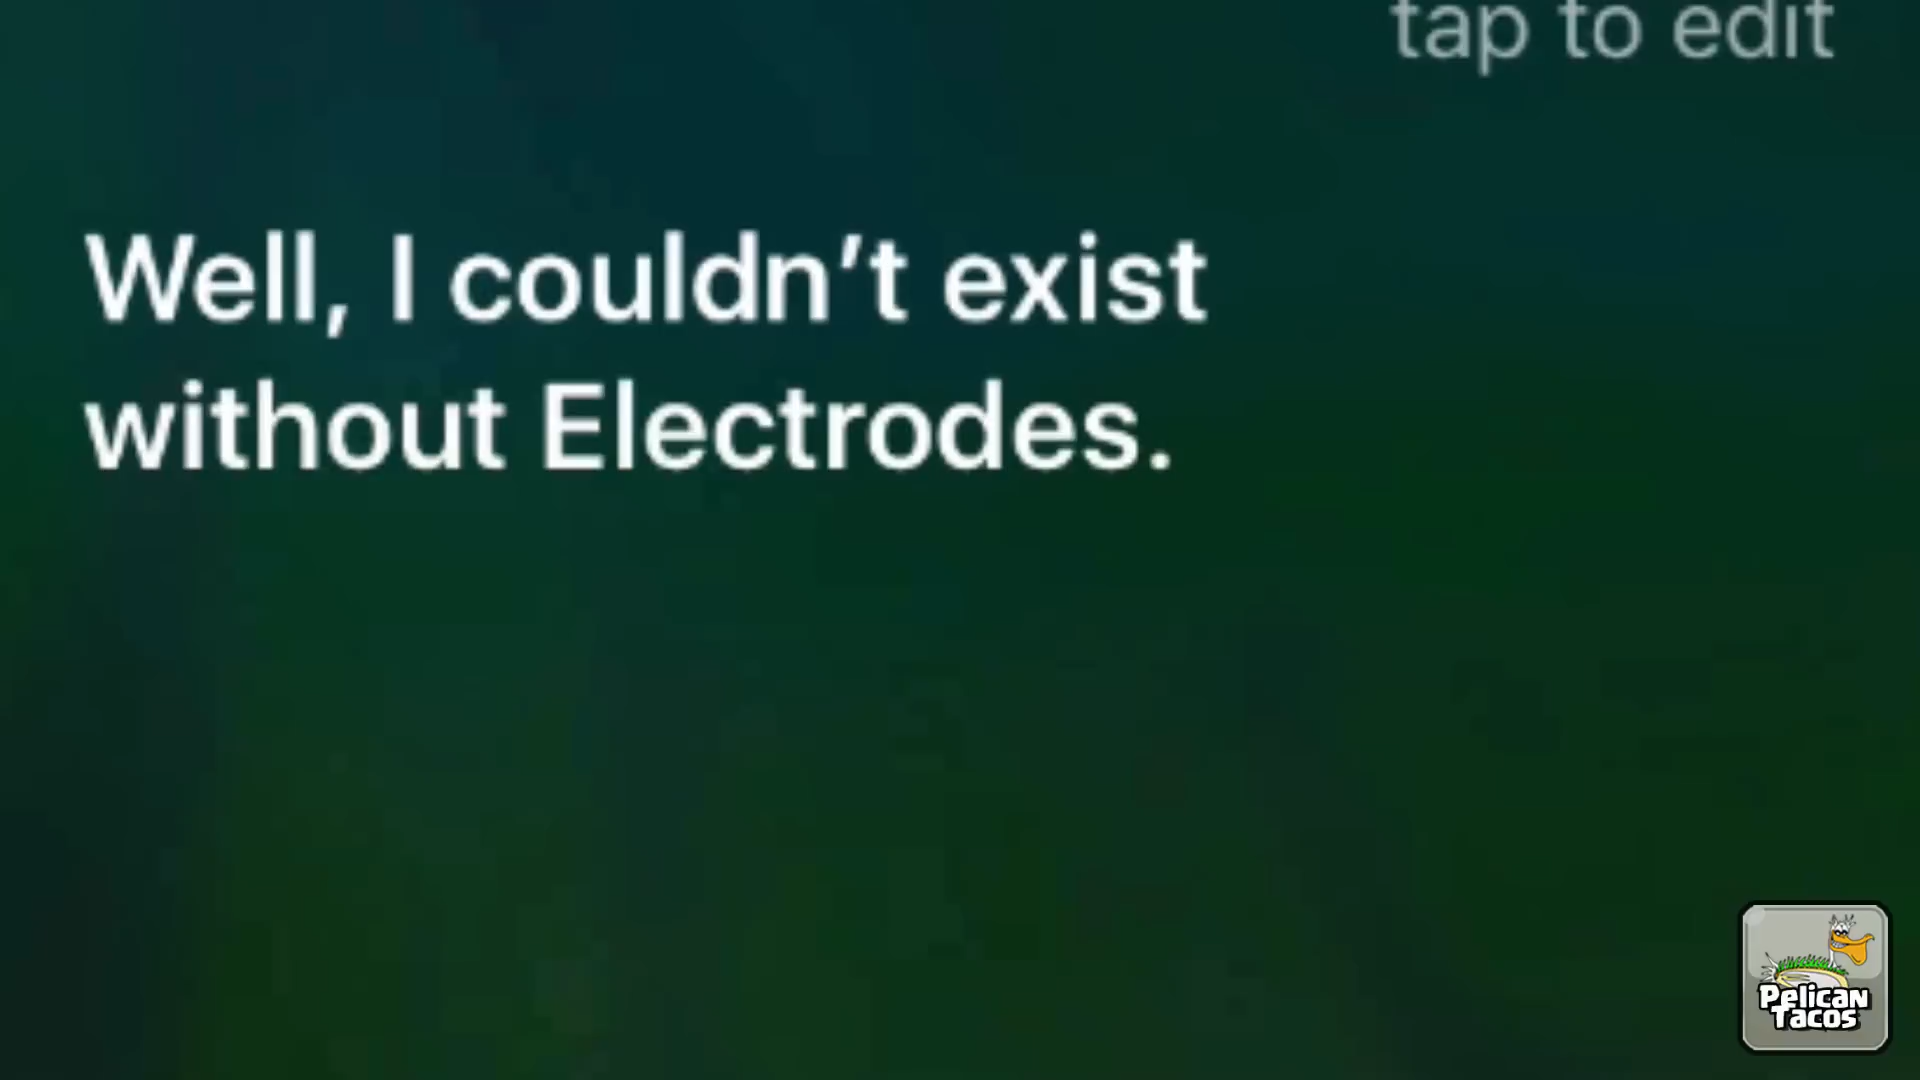 tap to edit
Well, I couldn’t exist
without Electrodes.
Pelican
Tacos